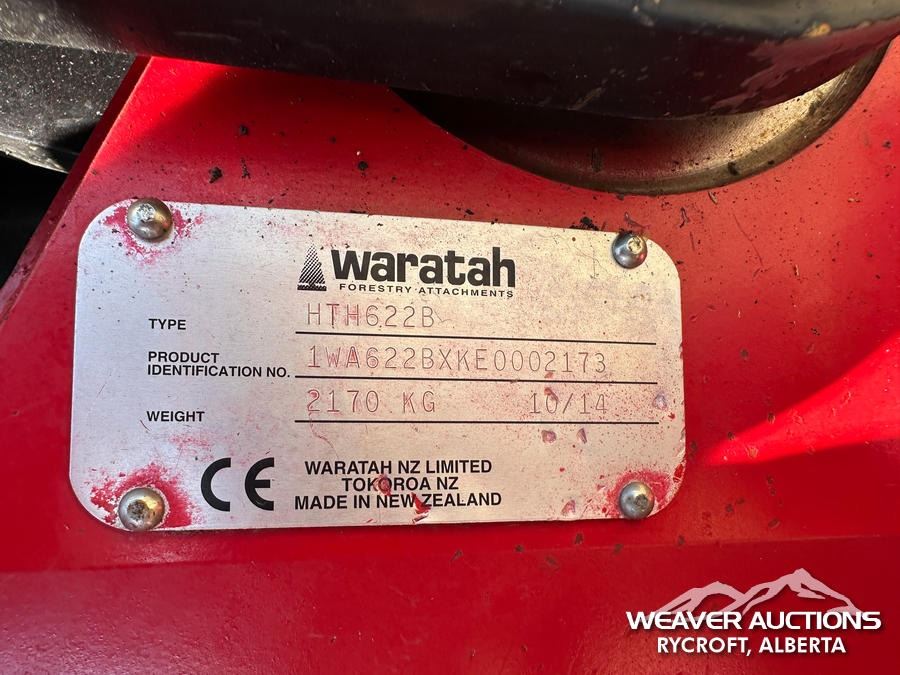 Waratah
FORESTRY ATTACHMENTS
TYPE HTH622B
PRODUCT IDENTIFICATION NO. 1WA622BXKE0002173
WEIGHT 2170 KG 10/14
CE
WARATAH NZ LIMITED
TOKOROA NZ
MADE IN NEW ZEALAND
WEAVER AUCTIONS
RYCROFT, ALBERTA